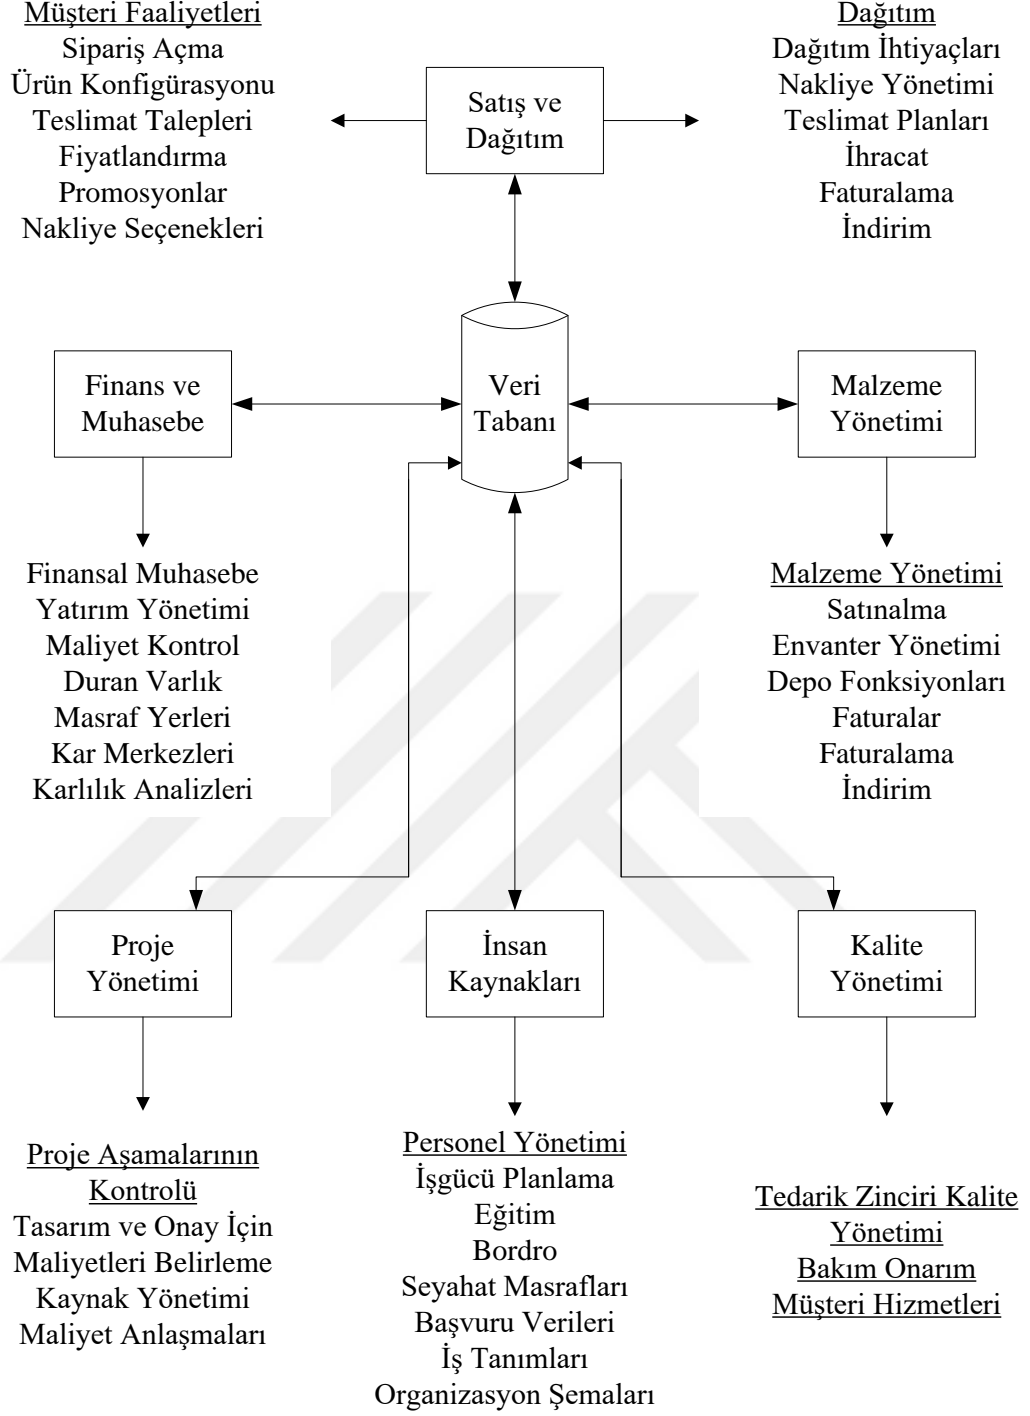 Müşteri Faaliyetleri
Sipariş Açma
Ürün Konfigürasyonu
Teslimat Talepleri
Fiyatlandırma
Promosyonlar
Nakliye Seçenekleri
Satış ve
Dağıtım
Dağıtım
Dağıtım İhtiyaçları
Nakliye Yönetimi
Teslimat Planları
İhracat
Faturalama
İndirim
Finans ve
Muhasebe
Veri
Tabanı
Malzeme
Yönetimi
Finansal Muhasebe
Yatırım Yönetimi
Maliyet Kontrol
Duran Varlık
Masraf Yerleri
Kar Merkezleri
Karlılık Analizleri
Malzeme Yönetimi
Satınalma
Envanter Yönetimi
Depo Fonksiyonları
Faturalar
Faturalama
İndirim
Proje
Yönetimi
İnsan
Kaynakları
Kalite
Yönetimi
Proje Aşamalarının
Kontrolü
Tasarım ve Onay İçin
Maliyetleri Belirleme
Kaynak Yönetimi
Maliyet Anlaşmaları
Personel Yönetimi
İşgücü Planlama
Eğitim
Bordro
Seyahat Masrafları
Başvuru Verileri
İş Tanımları
Organizasyon Şemaları
Tedarik Zinciri Kalite
Yönetimi
Bakım Onarım
Müşteri Hizmetleri